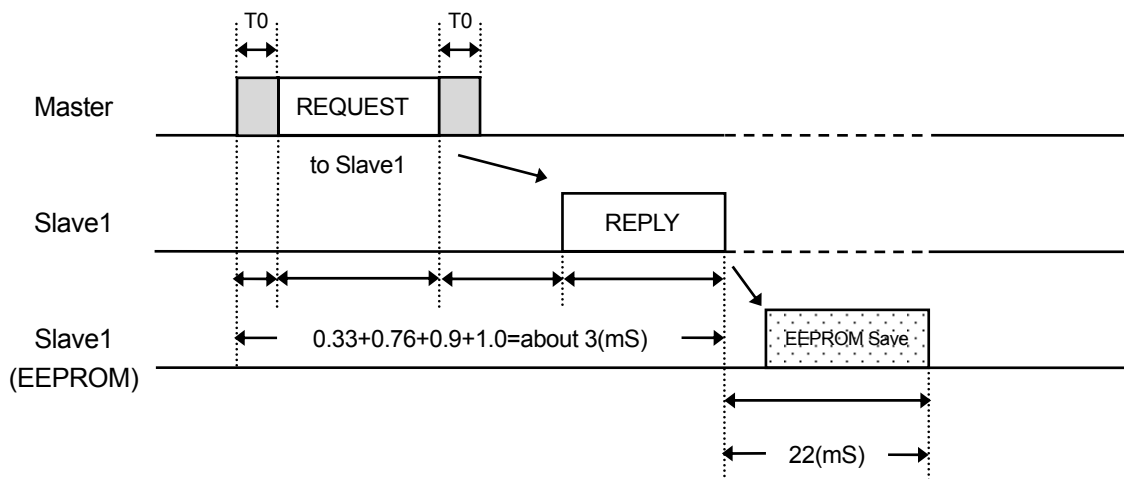 T0 T0
Master
REQUEST
to Slave1
Slave1
REPLY
0.33+0.76+0.9+1.0=about 3(mS)
Slave1
(EEPROM)
EEPROM Save
22(mS)